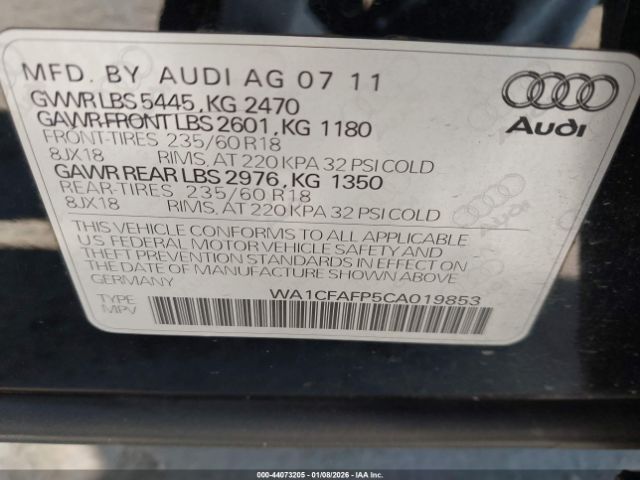 MFD. BY AUDI AG 07 11
GVWR LBS 5445, KG 2470
GAWR-FRONT LBS 2601, KG 1180
FRONT-TIRES 235/60 R18
8JX18 RIMS, AT 220 KPA 32 PSI COLD
GAWR REAR LBS 2976, KG 1350
REAR-TIRES 235/60 R18
8JX18 RIMS, AT 220 KPA 32 PSI COLD
Audi
THIS VEHICLE CONFORMS TO ALL APPLICABLE
U.S. FEDERAL MOTOR VEHICLE SAFETY AND
THEFT PREVENTION STANDARDS IN EFFECT ON
THE DATE OF MANUFACTURE SHOWN ABOVE
GERMANY
WA1CFAFP5CA019853
TYPE
MPV
Audi
000-44073205 - 01/08/2026 - IAA Inc.